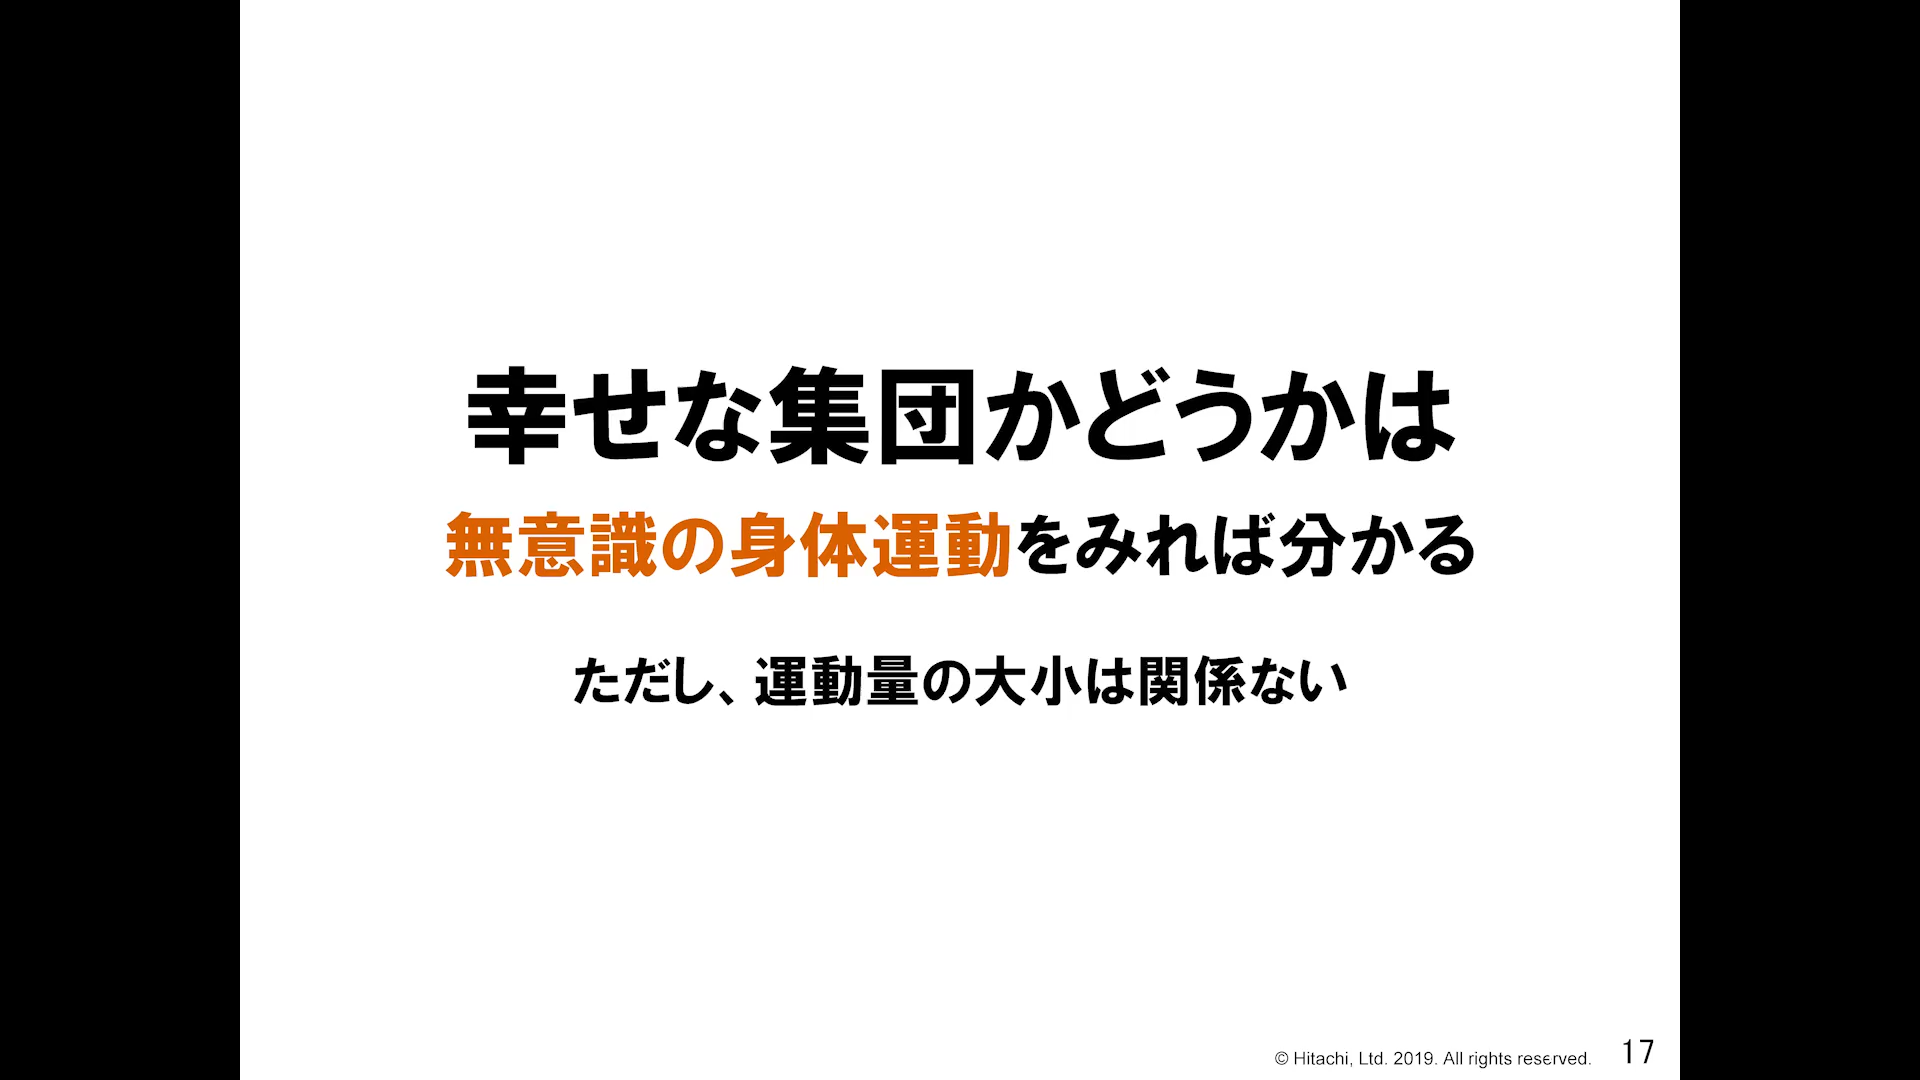 幸せな集団かどうかは
無意識の身体運動をみれば分かる
ただし、運動量の大小は関係ない
© Hitachi, Ltd. 2019. All rights reserved.
17